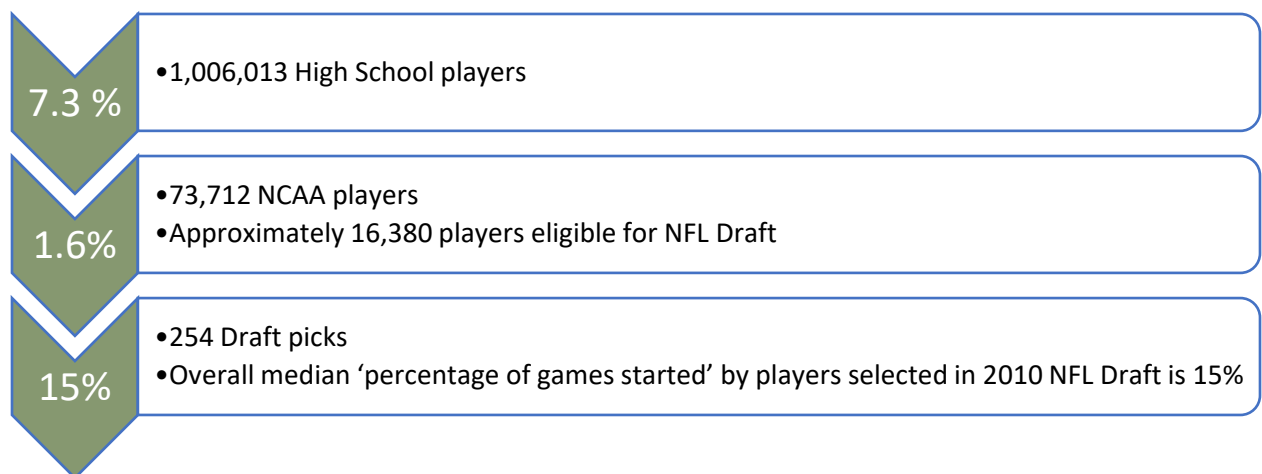 7.3 %
•1,006,013 High School players
1.6%
•73,712 NCAA players
•Approximately 16,380 players eligible for NFL Draft
15%
•254 Draft picks
•Overall median ‘percentage of games started’ by players selected in 2010 NFL Draft is 15%